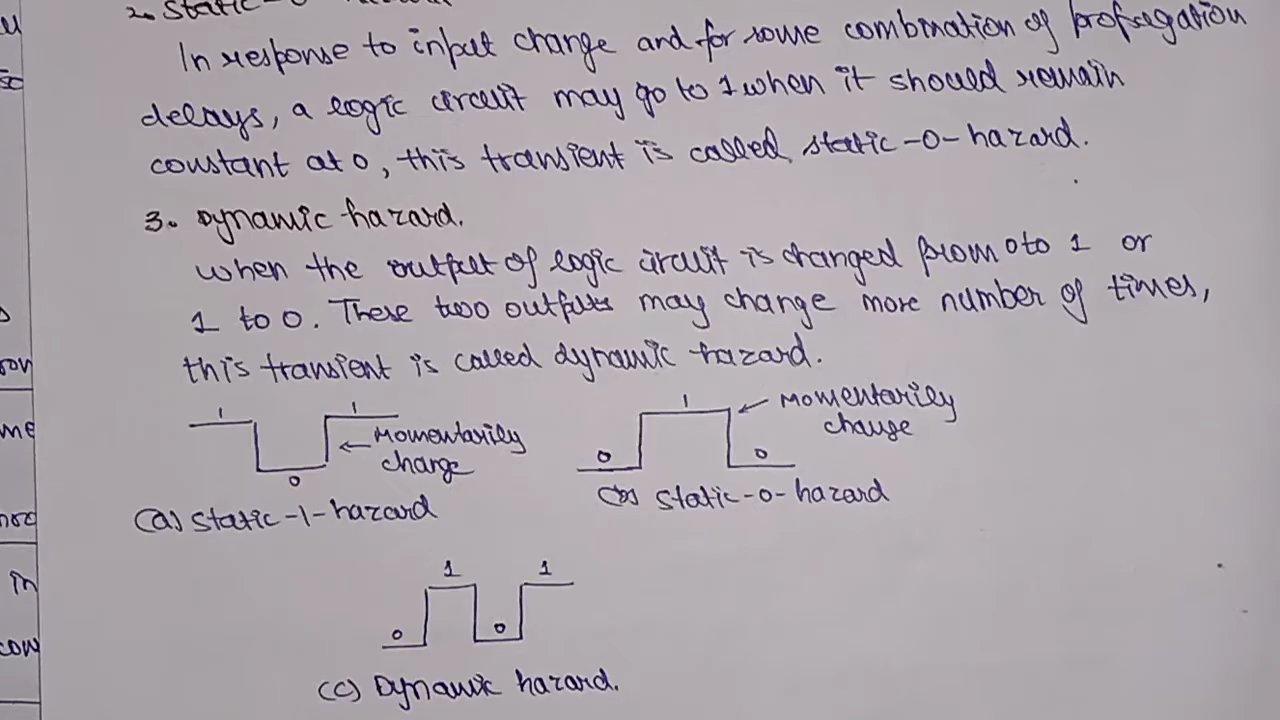 2. Static-0-
In response to input change and for some combination of propagation
delays, a logic circuit may go to 1 when it should remain
constant at 0, this transient is called static-0-hazard.
3. Dynamic hazard.
when the output of logic circuit is changed from 0 to 1 or
1 to 0. These two outputs may change more number of times,
this transient is called dynamic hazard.
1 1
← Momentarily
change
0
(a) static-1-hazard
1
← Momentarily
change
0 0
(b) static-0-hazard
1 1
0 0
(c) Dynamic hazard.